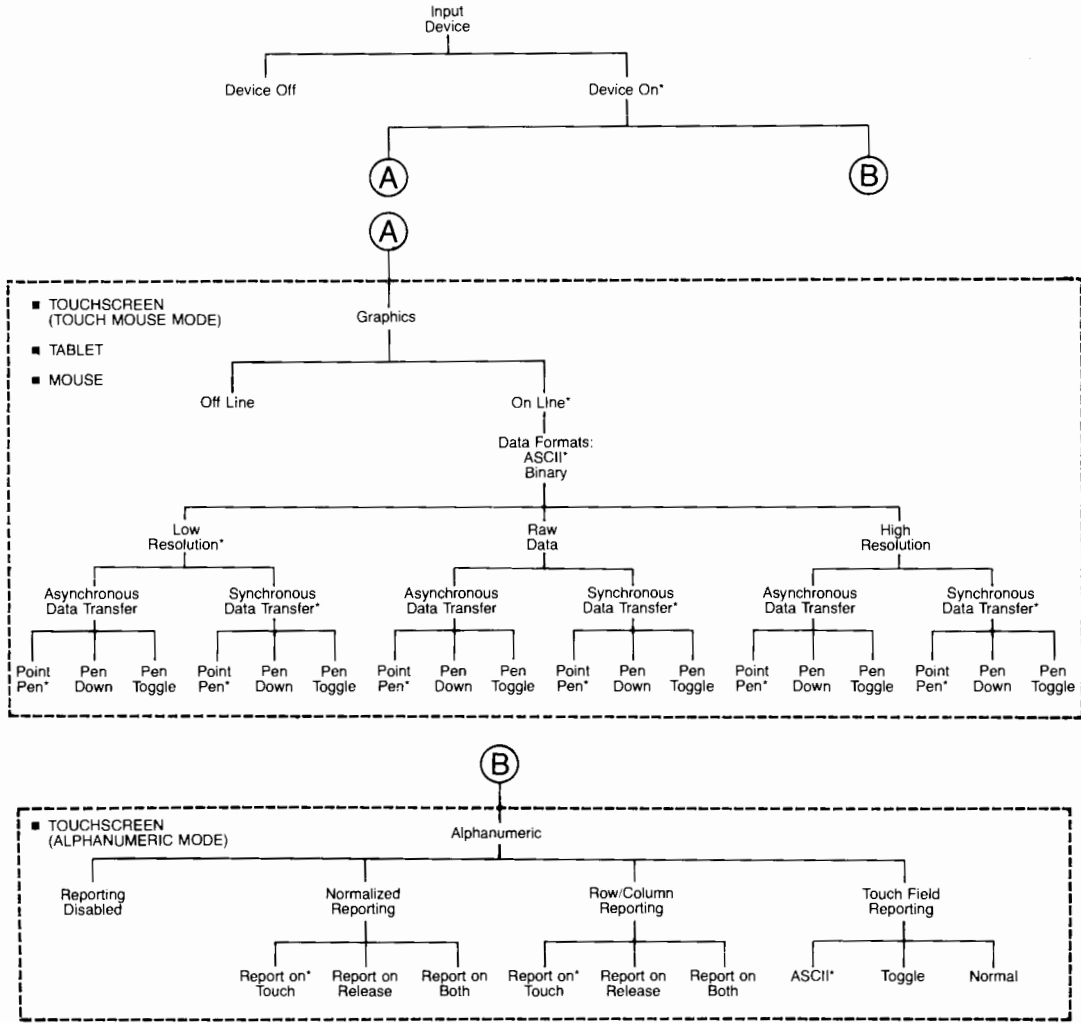 Input
Device
Device Off
Device On*
A
B
A
■ TOUCHSCREEN
(TOUCH MOUSE MODE)
■ TABLET
■ MOUSE
Graphics
Off Line
On Line*
Data Formats:
ASCII*
Binary
Low
Resolution*
Raw
Data
High
Resolution
Asynchronous
Data Transfer
Synchronous
Data Transfer*
Asynchronous
Data Transfer
Synchronous
Data Transfer*
Asynchronous
Data Transfer
Synchronous
Data Transfer*
Point
Pen*
Pen
Down
Pen
Toggle
Point
Pen*
Pen
Down
Pen
Toggle
Point
Pen*
Pen
Down
Pen
Toggle
Point
Pen*
Pen
Down
Pen
Toggle
Point
Pen*
Pen
Down
Pen
Toggle
Point
Pen*
Pen
Down
Pen
Toggle
B
■ TOUCHSCREEN
(ALPHANUMERIC MODE)
Alphanumeric
Reporting
Disabled
Normalized
Reporting
Row/Column
Reporting
Touch Field
Reporting
Report on*
Touch
Report on
Release
Report on
Both
Report on*
Touch
Report on
Release
Report on
Both
ASCII*
Toggle
Normal